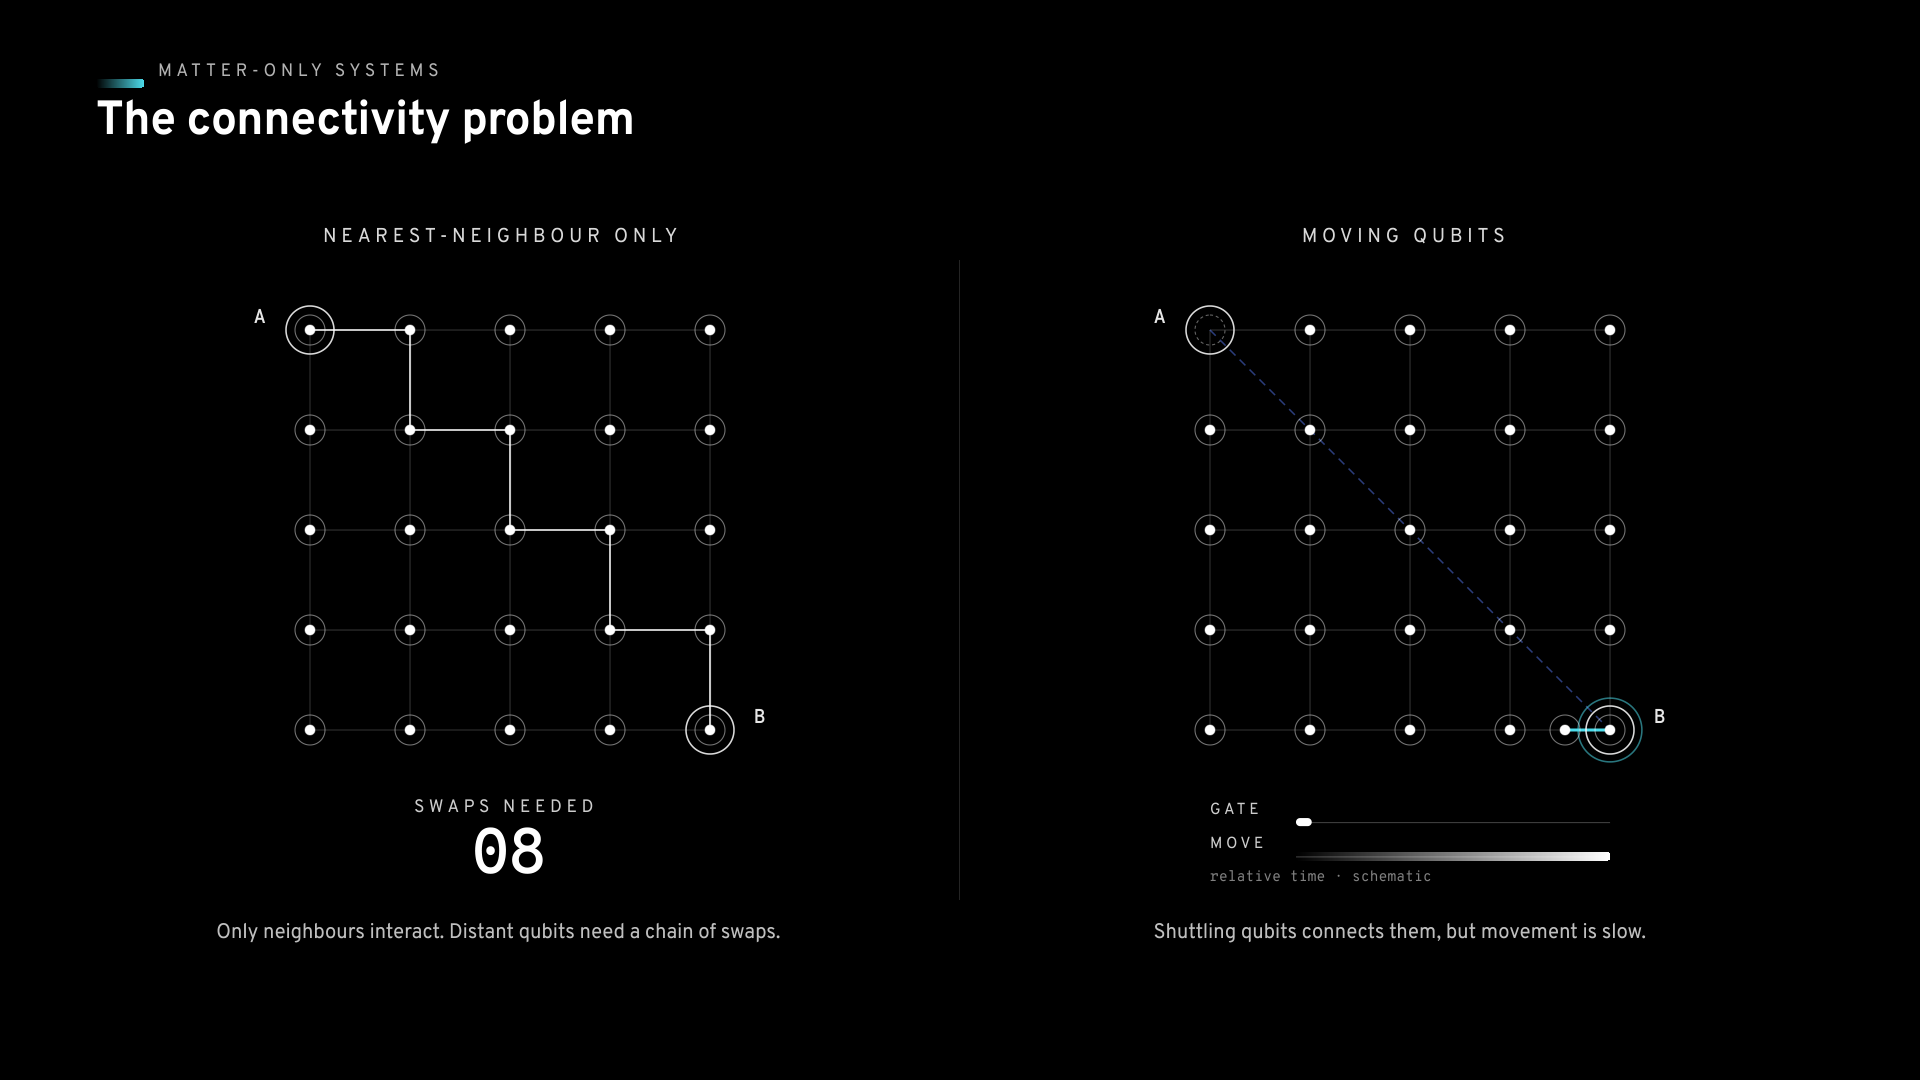 MATTER-ONLY SYSTEMS
The connectivity problem
NEAREST-NEIGHBOUR ONLY
A
B
SWAPS NEEDED
08
Only neighbours interact. Distant qubits need a chain of swaps.
MOVING QUBITS
A
B
GATE
MOVE
relative time · schematic
Shuttling qubits connects them, but movement is slow.